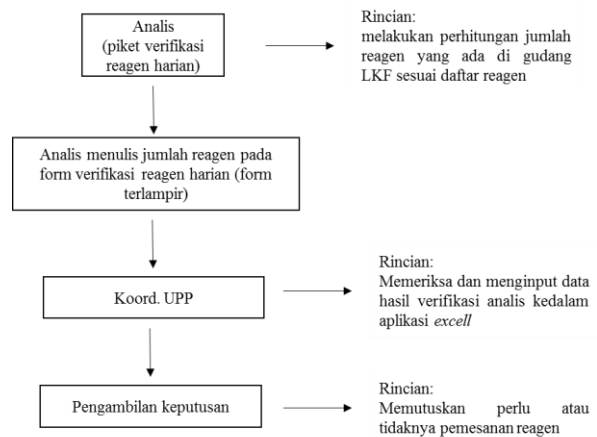 Analis
(piket verifikasi
reagen harian)
Rincian:
melakukan perhitungan jumlah
reagen yang ada di gudang
LKF sesuai daftar reagen
Analis menulis jumlah reagen pada
form verifikasi reagen harian (form
terlampir)
Koord. UPP
Rincian:
Memeriksa dan menginput data
hasil verifikasi analis kedalam
aplikasi excell
Pengambilan keputusan
Rincian:
Memutuskan perlu atau
tidaknya pemesanan reagen